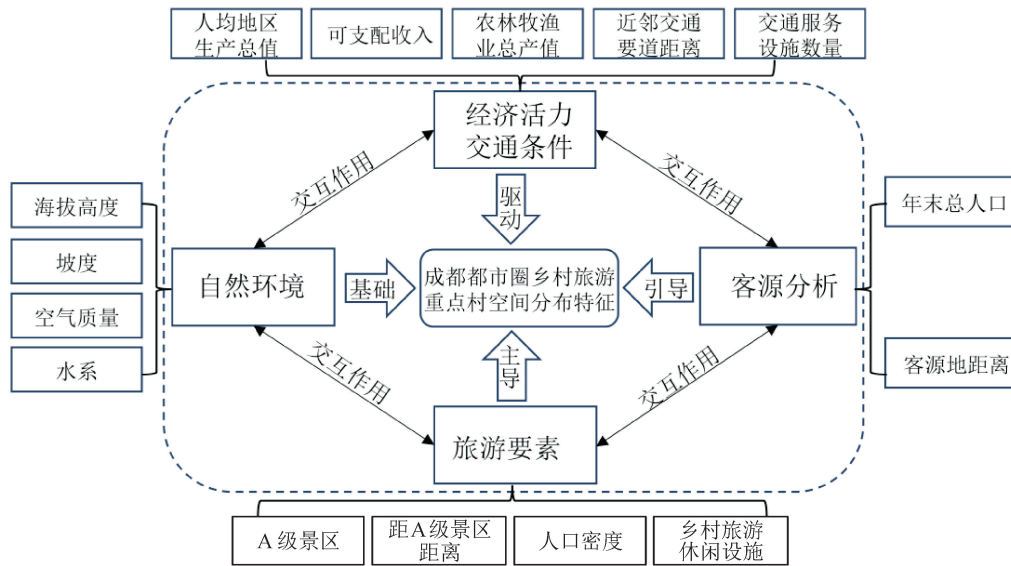 人均地区
生产总值
可支配收入
农林牧渔
业总产值
近邻交通
要道距离
交通服务
设施数量
经济活力
交通条件
交互作用
交互作用
驱动
海拔高度
坡度
空气质量
水系
自然环境
基础
成都都市圈乡村旅游
重点村空间分布特征
引导
客源分析
年末总人口
客源地距离
主导
交互作用
交互作用
旅游要素
A级景区
距A级景区
距离
人口密度
乡村旅游
休闲设施